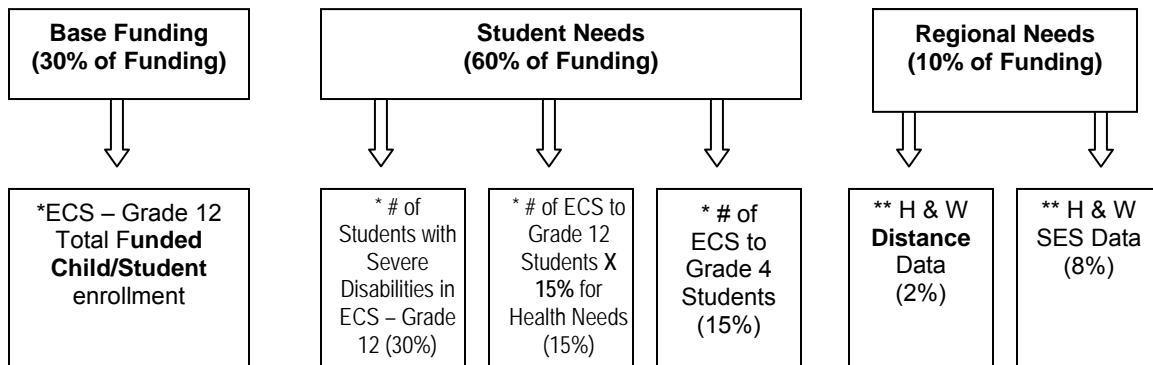 Base Funding
(30% of Funding)
Student Needs
(60% of Funding)
Regional Needs
(10% of Funding)
*ECS – Grade 12
Total Funded
Child/Student
enrollment
* # of
Students with
Severe
Disabilities in
ECS – Grade
12 (30%)
* # of ECS to
Grade 12
Students X
15% for
Health Needs
(15%)
* # of
ECS to
Grade 4
Students
(15%)
** H & W
Distance
Data
(2%)
** H & W
SES Data
(8%)